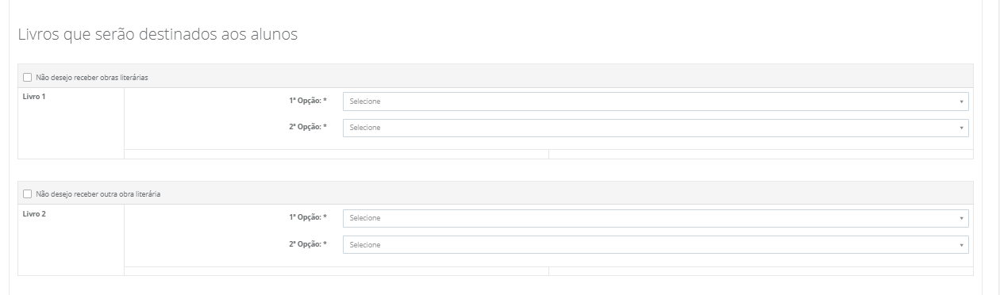 Livros que serão destinados aos alunos
Não desejo receber obras literárias
Livro 1
1ª Opção: *
Selecione
2ª Opção: *
Selecione
Não desejo receber outra obra literária
Livro 2
1ª Opção: *
Selecione
2ª Opção: *
Selecione